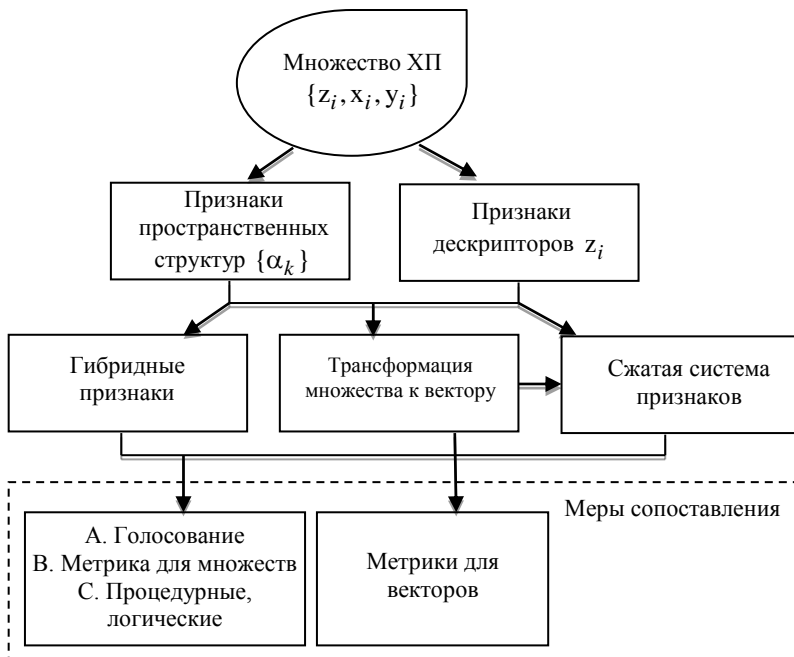 Множество ХП
{z_i, x_i, y_i}
Признаки
пространственных
структур {α_k}
Признаки
дескрипторов z_i
Гибридные
признаки
Трансформация
множества к вектору
Сжатая система
признаков
Меры сопоставления
А. Голосование
В. Метрика для множеств
С. Процедурные,
логические
Метрики для
векторов